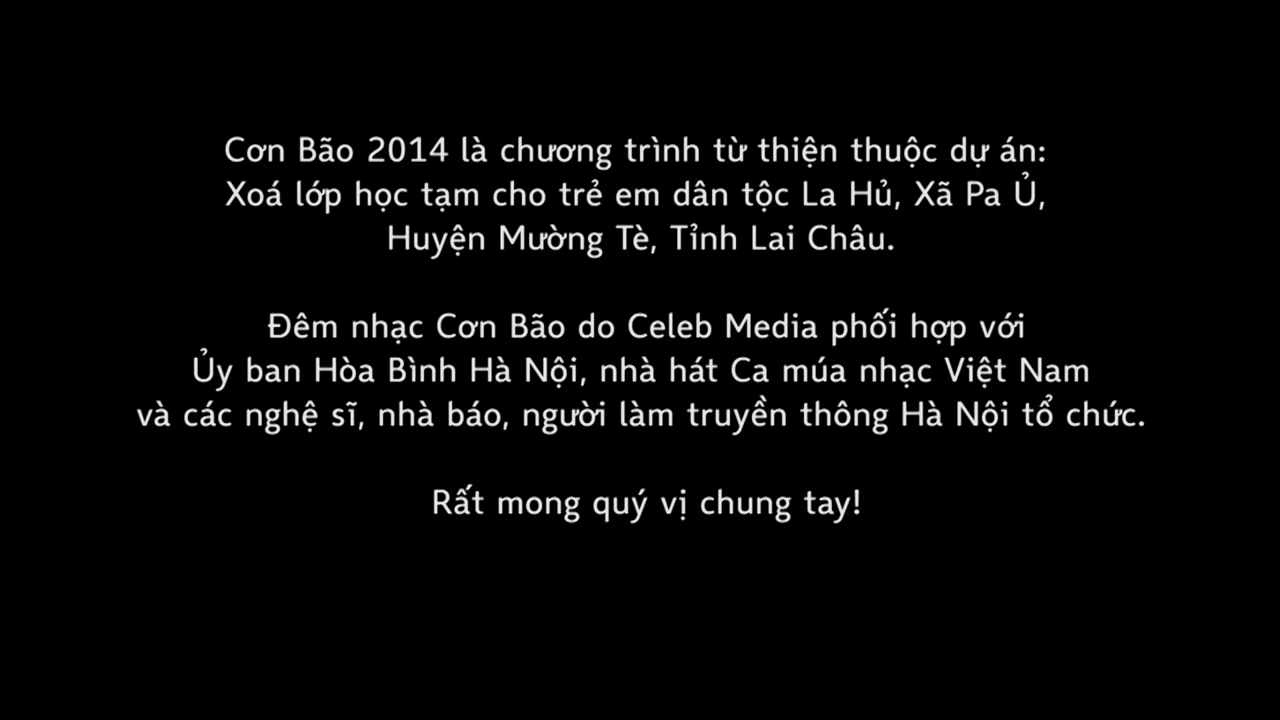 Cơn Bão 2014 là chương trình từ thiện thuộc dự án:
Xoá lớp học tạm cho trẻ em dân tộc La Hủ, Xã Pa Ủ,
Huyện Mường Tè, Tỉnh Lai Châu.
Đêm nhạc Cơn Bão do Celeb Media phối hợp với
Ủy ban Hòa Bình Hà Nội, nhà hát Ca múa nhạc Việt Nam
và các nghệ sĩ, nhà báo, người làm truyền thông Hà Nội tổ chức.
Rất mong quý vị chung tay!